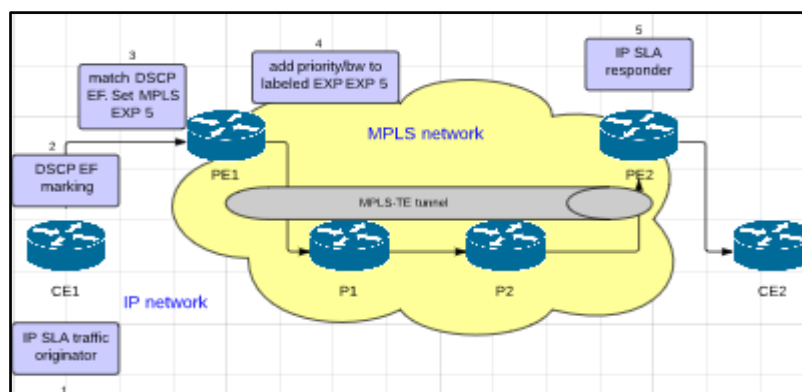 3
match DSCP
EF. Set MPLS
EXP 5
4
add priority/bw to
labeled EXP EXP 5
5
IP SLA
responder
MPLS network
PE1
PE2
2
DSCP EF
marking
MPLS-TE tunnel
CE1
P1
P2
CE2
IP network
IP SLA traffic
originator
1